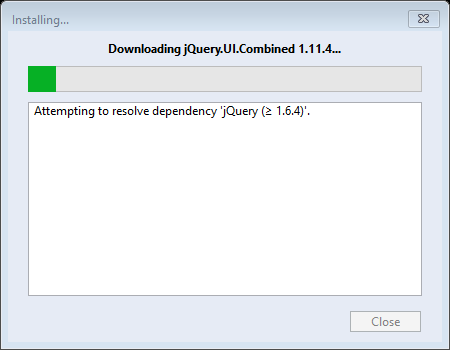 Installing...
Downloading jQuery.UI.Combined 1.11.4...
Attempting to resolve dependency 'jQuery (≥ 1.6.4)'.
Close